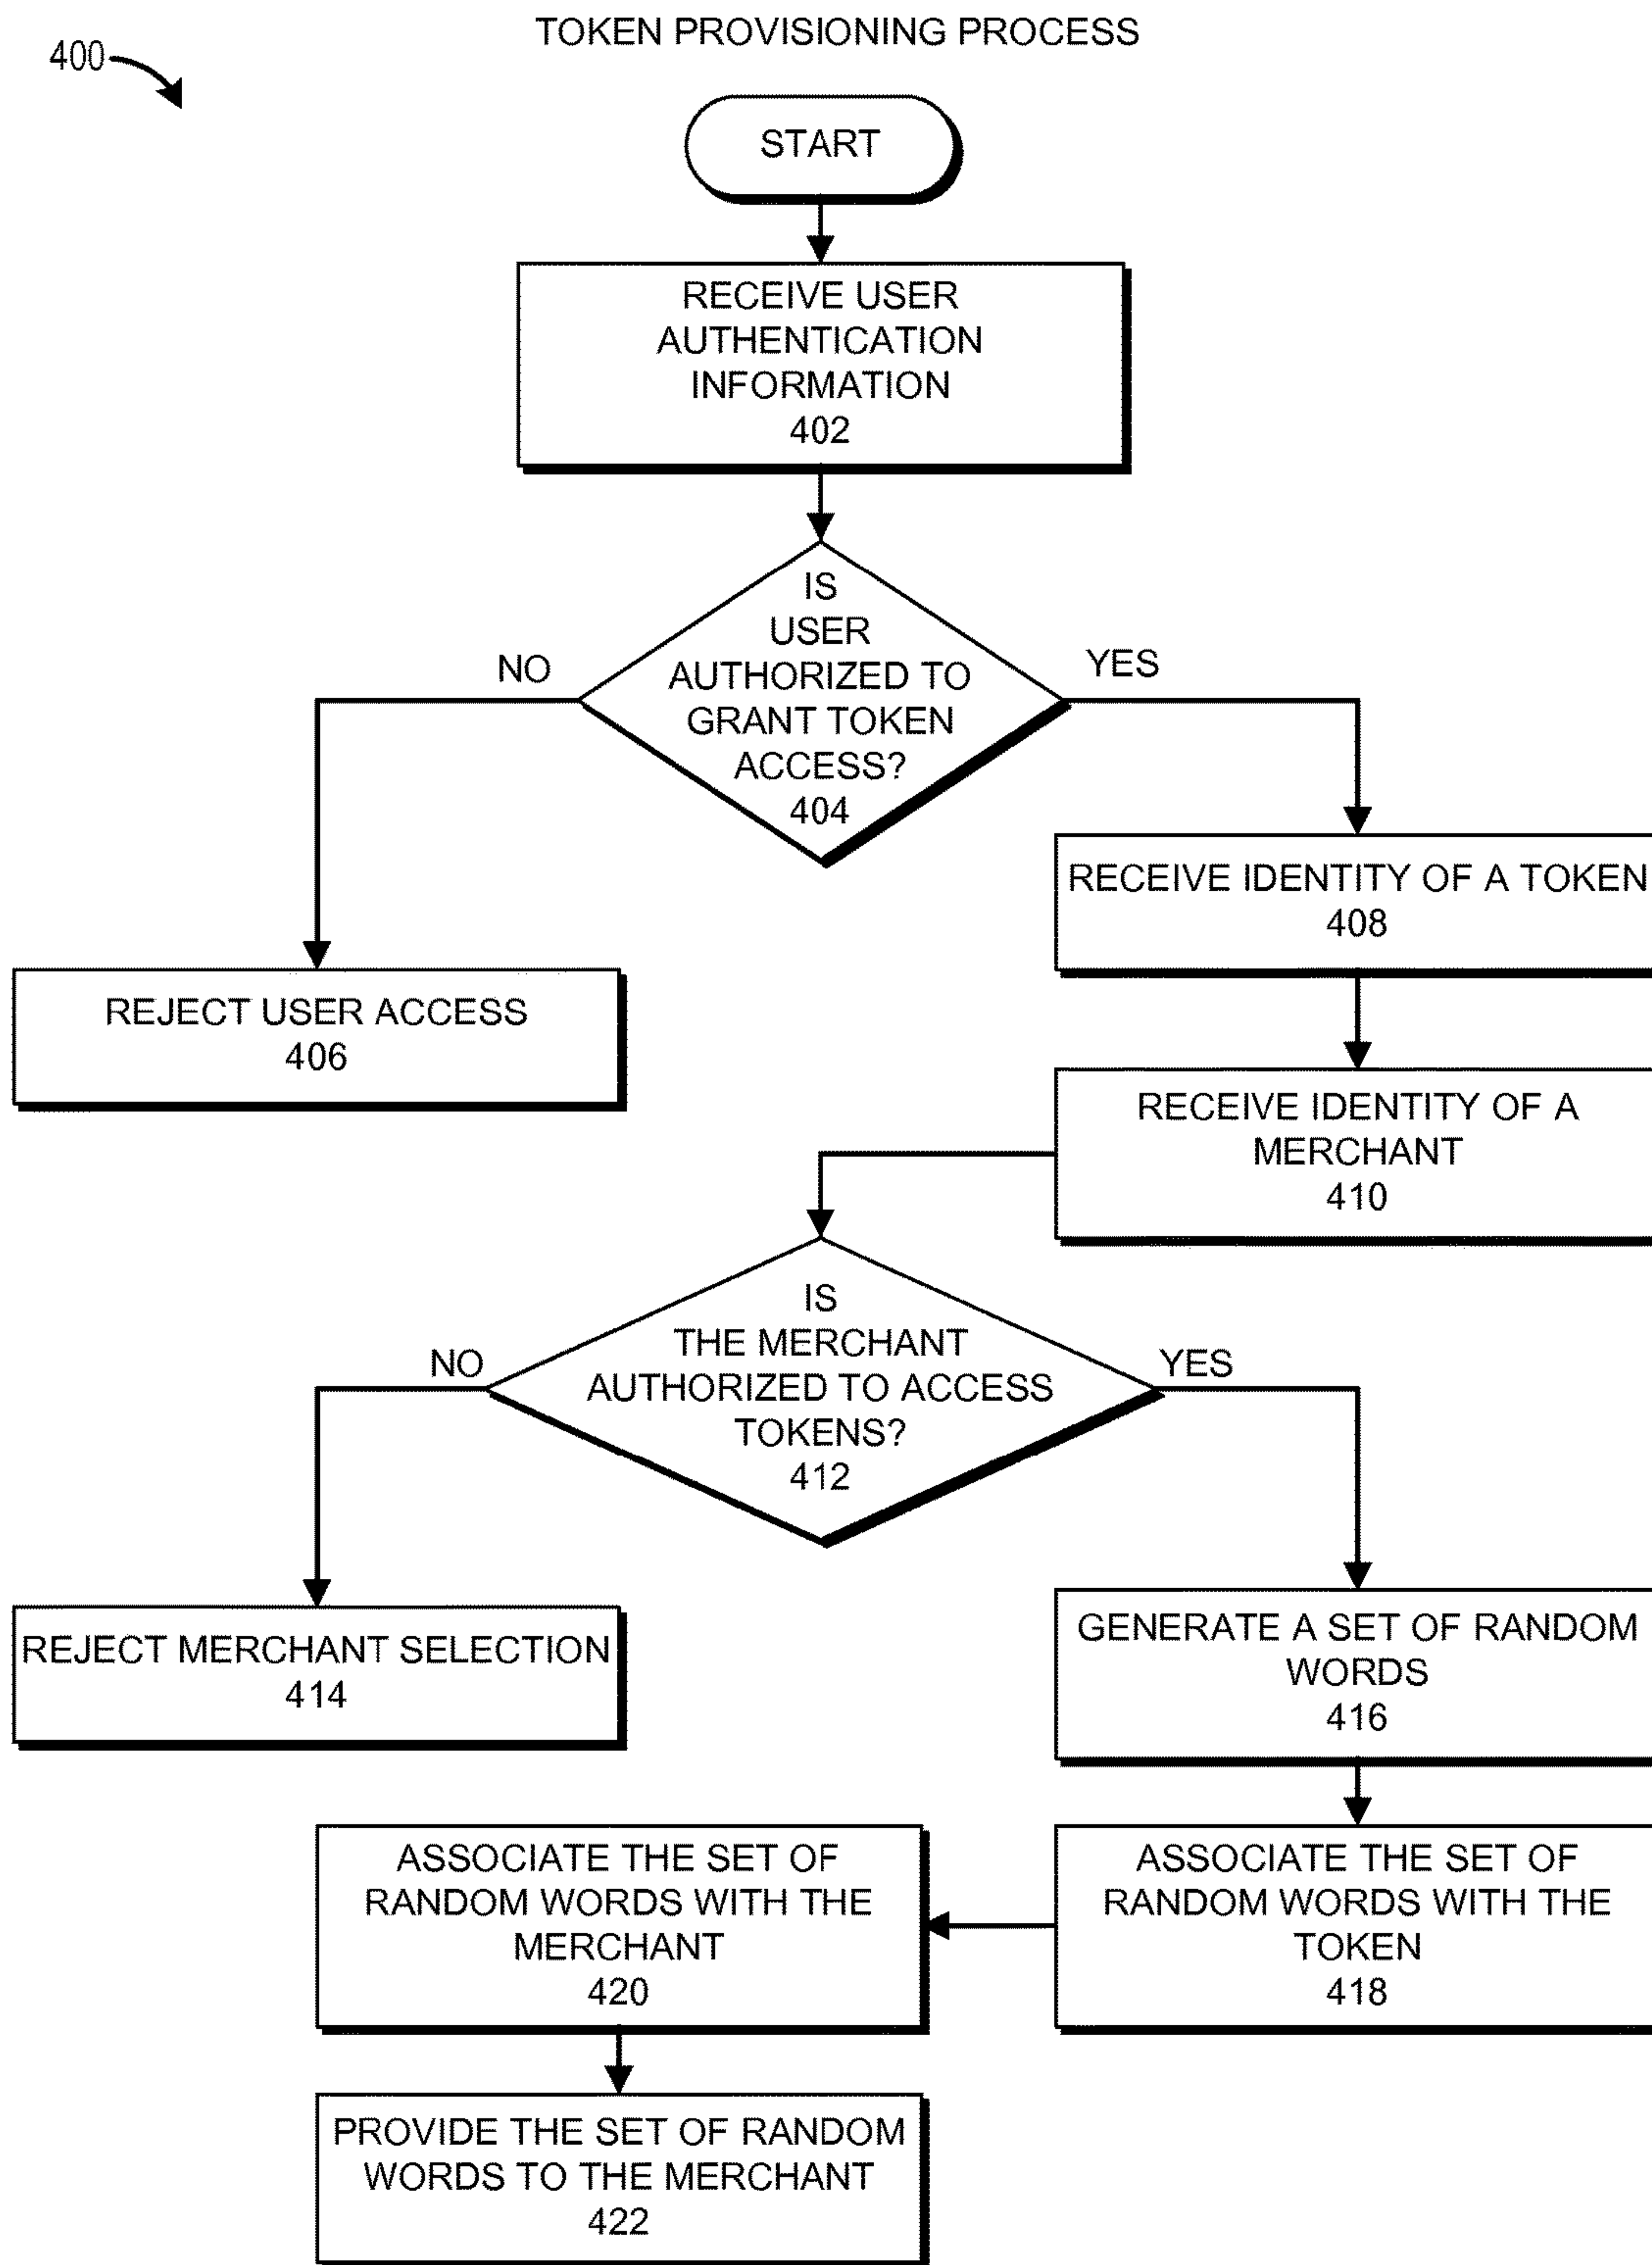 TOKEN PROVISIONING PROCESS
400
START
RECEIVE USER
AUTHENTICATION
INFORMATION
402
IS
USER
AUTHORIZED TO
GRANT TOKEN
ACCESS?
404
NO
YES
RECEIVE IDENTITY OF A TOKEN
408
REJECT USER ACCESS
406
RECEIVE IDENTITY OF A
MERCHANT
410
IS
THE MERCHANT
AUTHORIZED TO ACCESS
TOKENS?
412
NO
YES
REJECT MERCHANT SELECTION
414
GENERATE A SET OF RANDOM
WORDS
416
ASSOCIATE THE SET OF
RANDOM WORDS WITH THE
TOKEN
418
ASSOCIATE THE SET OF
RANDOM WORDS WITH THE
MERCHANT
420
PROVIDE THE SET OF RANDOM
WORDS TO THE MERCHANT
422